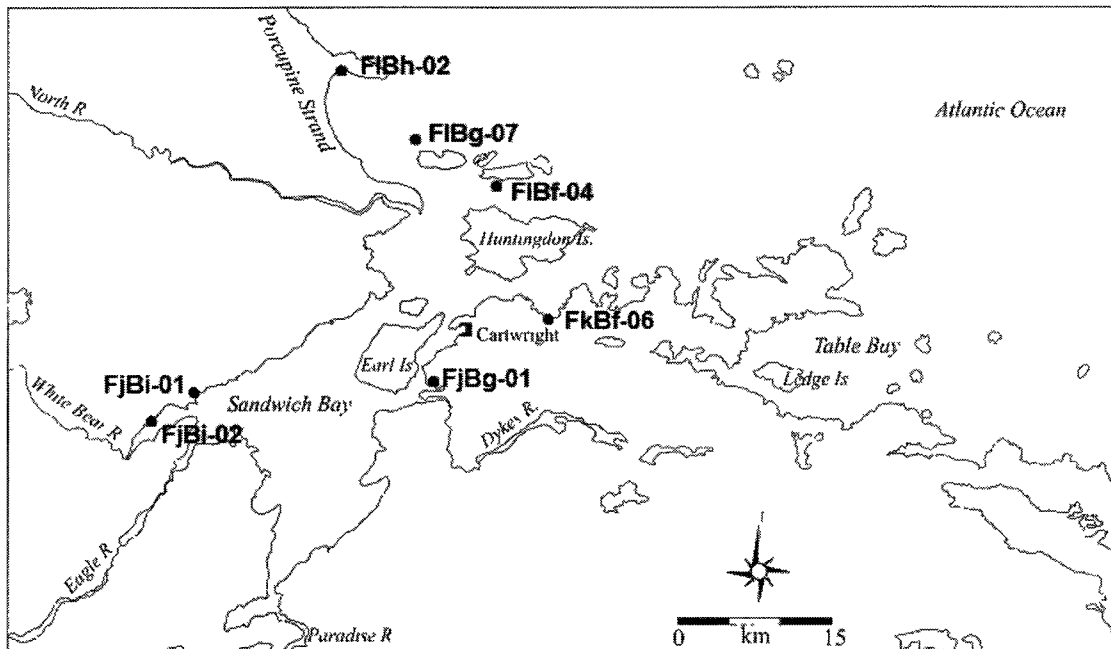 Porcupine Strand
FlBh-02
North R
Atlantic Ocean
FlBg-07
FlBf-04
Huntingdon Is.
FkBf-06
Cartwright
Table Bay
Earl Is
Ledge Is
FjBi-01
FjBg-01
White Bear R
Sandwich Bay
FjBi-02
Dykes R.
Eagle R
Paradise R
0 km 15